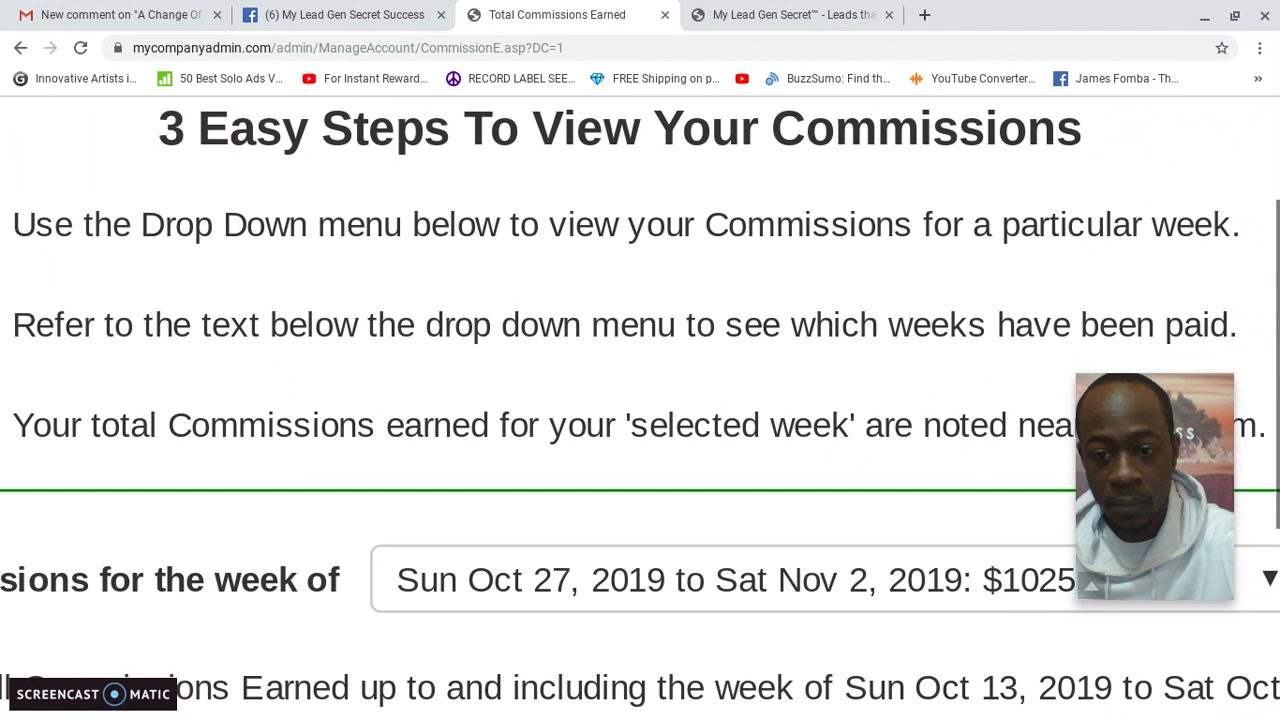 New comment on "A Change Of
(6) My Lead Gen Secret Success
Total Commissions Earned
My Lead Gen Secret™ - Leads tha
mycompanyadmin.com/admin/ManageAccount/CommissionE.asp?DC=1
Innovative Artists i...
50 Best Solo Ads V...
For Instant Reward...
RECORD LABEL SEE...
FREE Shipping on p...
BuzzSumo: Find th...
YouTube Converter...
James Fomba - Th...
3 Easy Steps To View Your Commissions
Use the Drop Down menu below to view your Commissions for a particular week.
Refer to the text below the drop down menu to see which weeks have been paid.
Your total Commissions earned for your 'selected week' are noted nea m.
sions for the week of
Sun Oct 27, 2019 to Sat Nov 2, 2019: $1025
ons Earned up to and including the week of Sun Oct 13, 2019 to Sat Oct
SCREENCAST MATIC